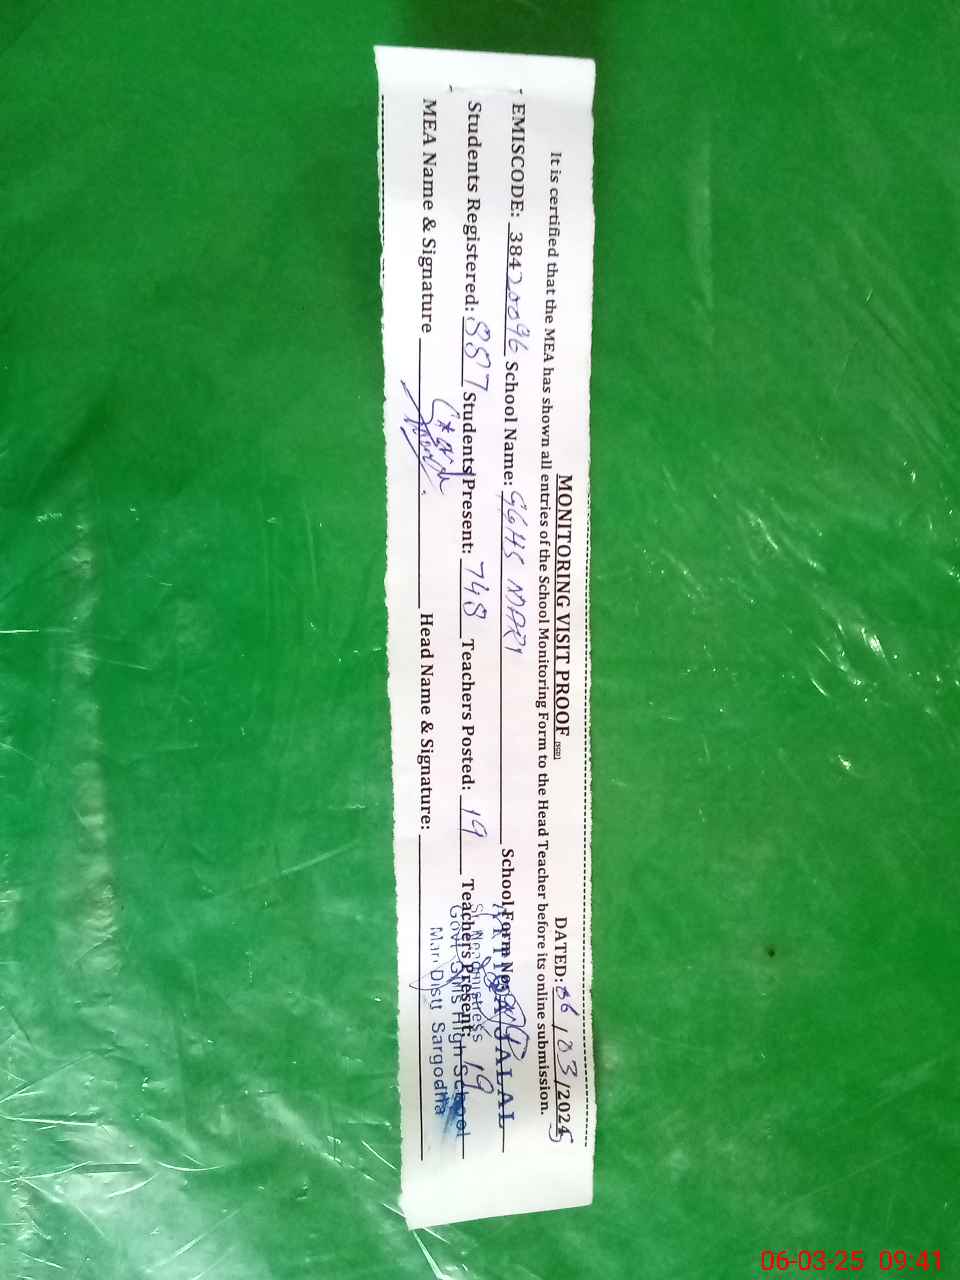 MONITORING VISIT PROOF DATED: 06/03/2025
It is certified that the MEA has shown all entries of the School Monitoring Form to the Head Teacher before its online submission.
EMISCODE: 38420096 School Name: GGHS MARI School Form No:
Students Registered: 887 Students Present: 748 Teachers Posted: 19 Teachers Present: 19
MEA Name & Signature Head Name & Signature:
JALAL
Sr. Headmistress
Govt Girls High School
Mari Distt Sargodha
06-03-25 09:41